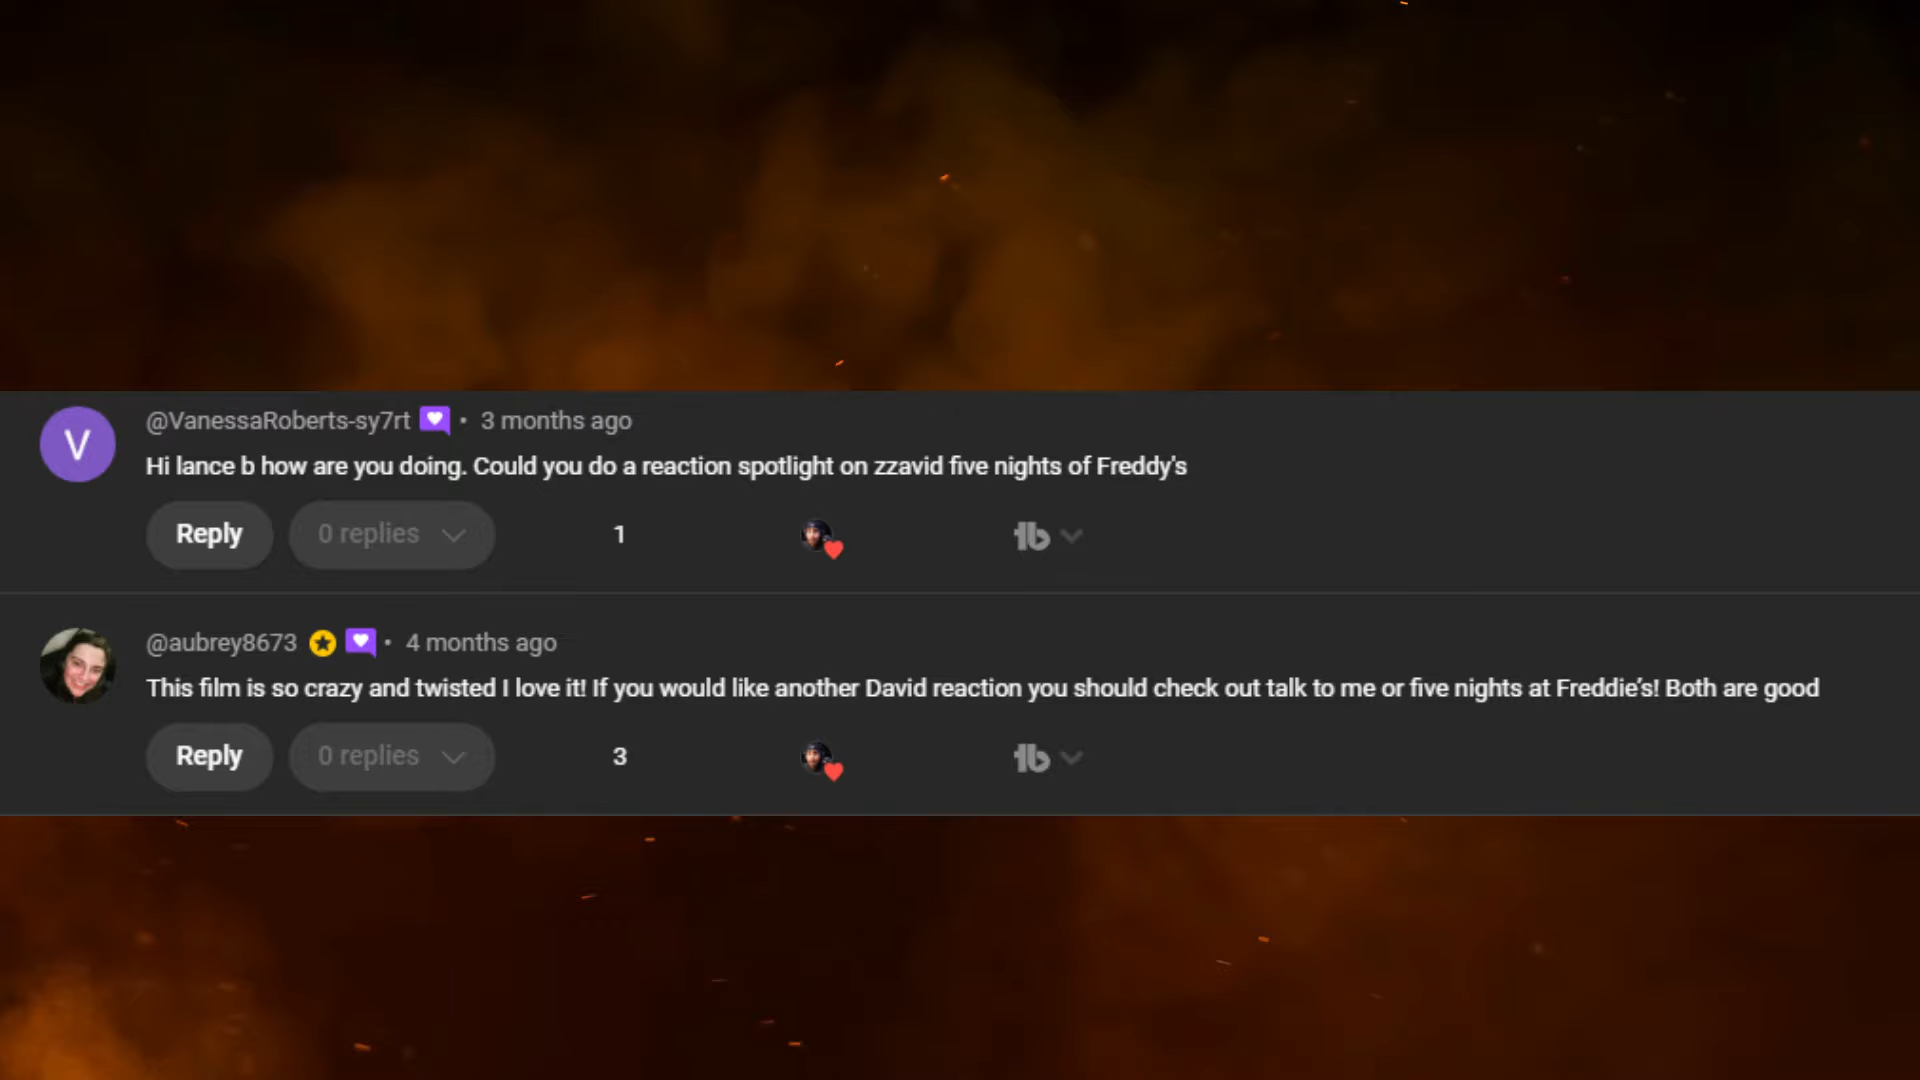 V
@VanessaRoberts-sy7rt • 3 months ago
Hi lance b how are you doing. Could you do a reaction spotlight on zzavid five nights of Freddy's
Reply 0 replies 1 tb
@aubrey8673 • 4 months ago
This film is so crazy and twisted I love it! If you would like another David reaction you should check out talk to me or five nights at Freddie's! Both are good
Reply 0 replies 3 tb